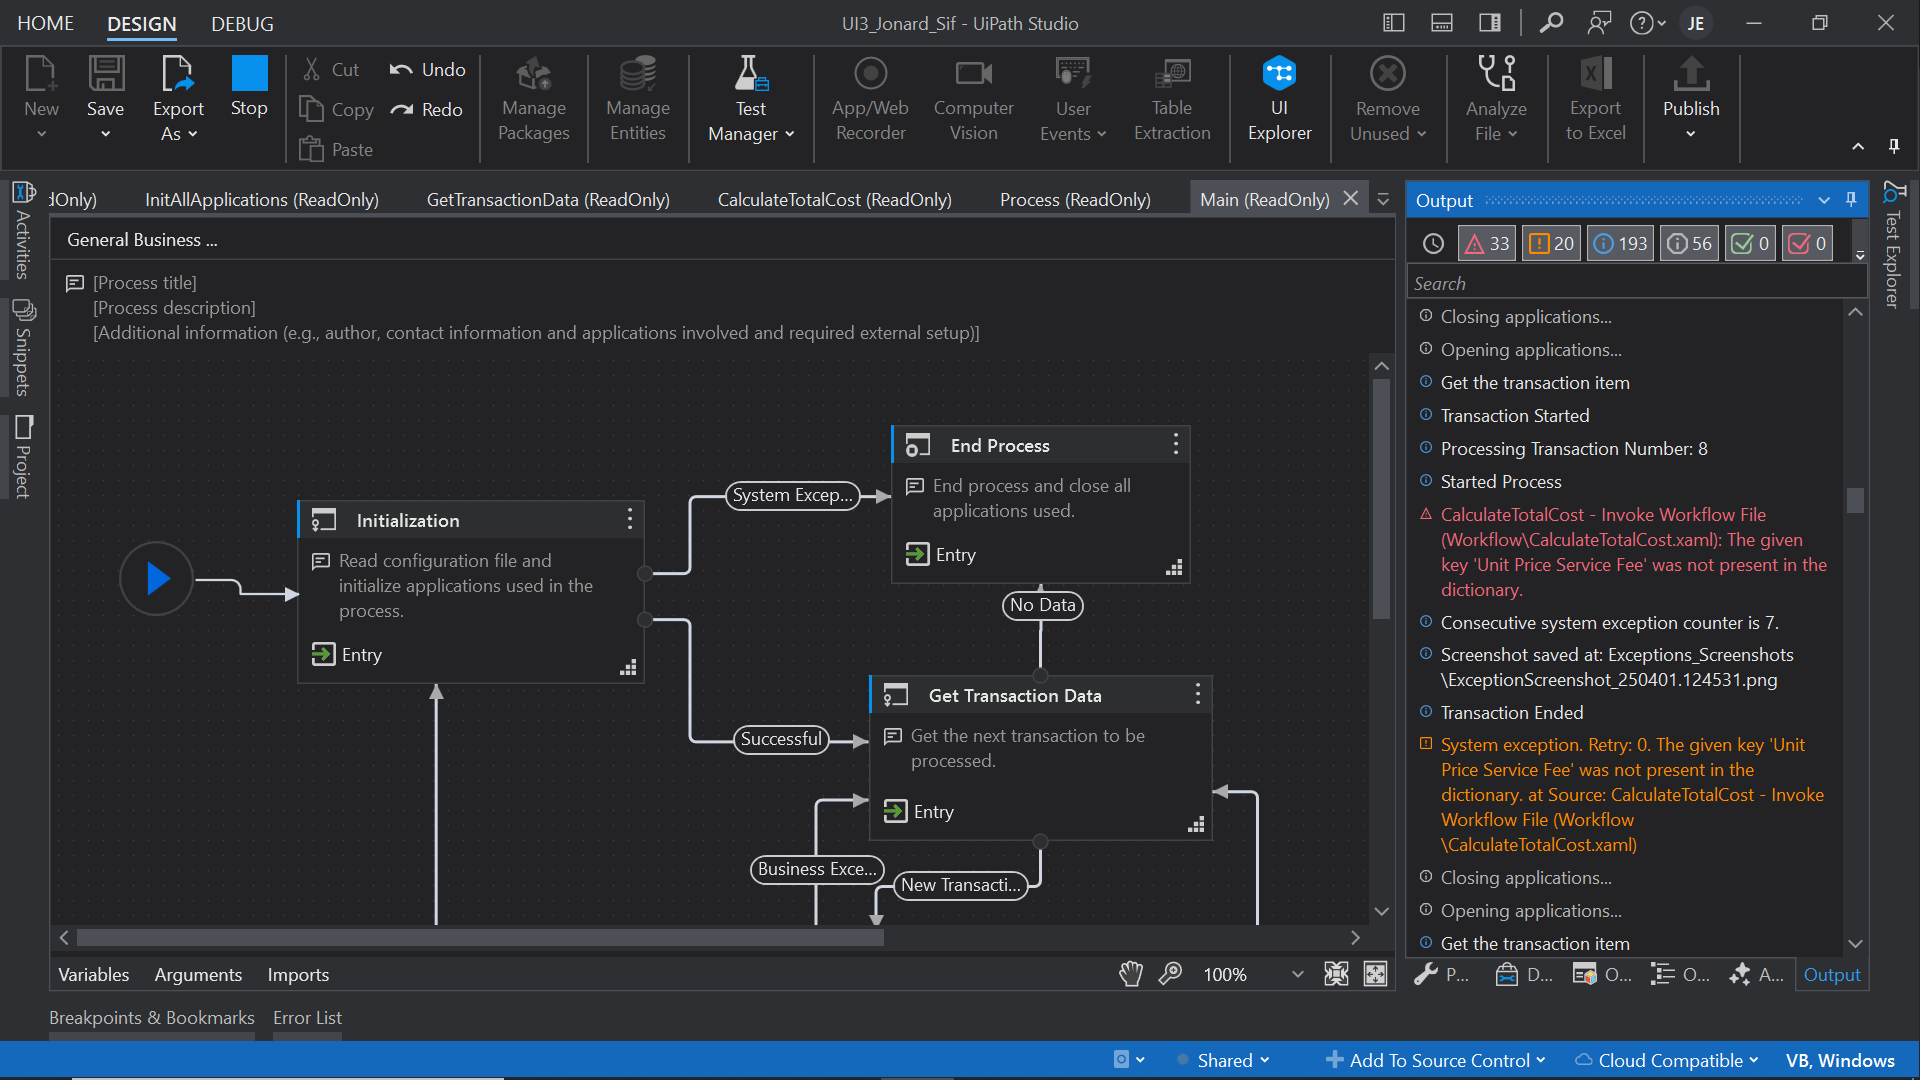 HOME DESIGN DEBUG
UI3_Jonard_Sif - UiPath Studio
JE
New
Save
Export
As
Stop
Cut
Copy
Paste
Undo
Redo
Manage
Packages
Manage
Entities
Test
Manager
App/Web
Recorder
Computer
Vision
User
Events
Table
Extraction
UI
Explorer
Remove
Unused
Analyze
File
Export
to Excel
Publish
Activities
Snippets
Project
dOnly)
InitAllApplications (ReadOnly)
GetTransactionData (ReadOnly)
CalculateTotalCost (ReadOnly)
Process (ReadOnly)
Main (ReadOnly)
General Business ...
[Process title]
[Process description]
[Additional information (e.g., author, contact information and applications involved and required external setup)]
Initialization
Read configuration file and
initialize applications used in the
process.
Entry
System Excep...
End Process
End process and close all
applications used.
Entry
No Data
Successful
Get Transaction Data
Get the next transaction to be
processed.
Entry
Business Exce...
New Transacti...
Variables Arguments Imports
100%
Output
33 20 193 56 0 0
Search
Closing applications...
Opening applications...
Get the transaction item
Transaction Started
Processing Transaction Number: 8
Started Process
CalculateTotalCost - Invoke Workflow File
(Workflow\CalculateTotalCost.xaml): The given
key 'Unit Price Service Fee' was not present in the
dictionary.
Consecutive system exception counter is 7.
Screenshot saved at: Exceptions_Screenshots
\ExceptionScreenshot_250401.124531.png
Transaction Ended
System exception. Retry: 0. The given key 'Unit
Price Service Fee' was not present in the
dictionary. at Source: CalculateTotalCost - Invoke
Workflow File (Workflow
\CalculateTotalCost.xaml)
Closing applications...
Opening applications...
Get the transaction item
P... D... O... O... A... Output
Test Explorer
Breakpoints & Bookmarks Error List
Shared
Add To Source Control
Cloud Compatible
VB, Windows